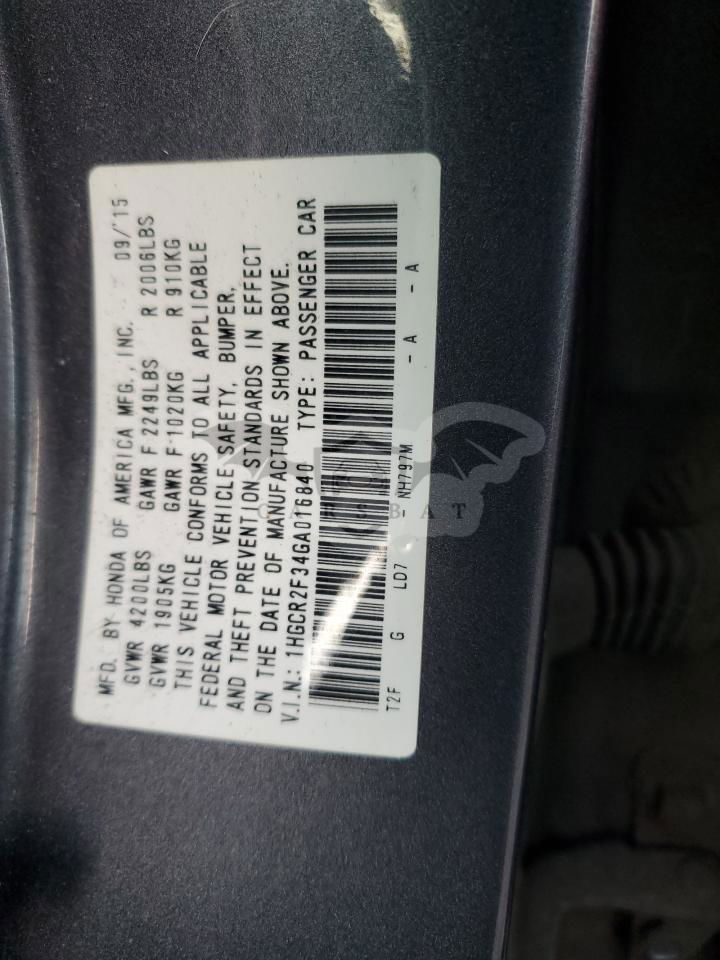 MFD. BY HONDA OF AMERICA MFG., INC. 09/'15
GVWR 4200LBS GAWR F 2249LBS R 2006LBS
GVWR 1905KG GAWR F 1020KG R 910KG
THIS VEHICLE CONFORMS TO ALL APPLICABLE
FEDERAL MOTOR VEHICLE SAFETY, BUMPER,
AND THEFT PREVENTION STANDARDS IN EFFECT
ON THE DATE OF MANUFACTURE SHOWN ABOVE.
V.I.N.: 1HGCR2F34GA016840 TYPE: PASSENGER CAR
T2F G LD7 - NH797M - A - A
CARSBAT